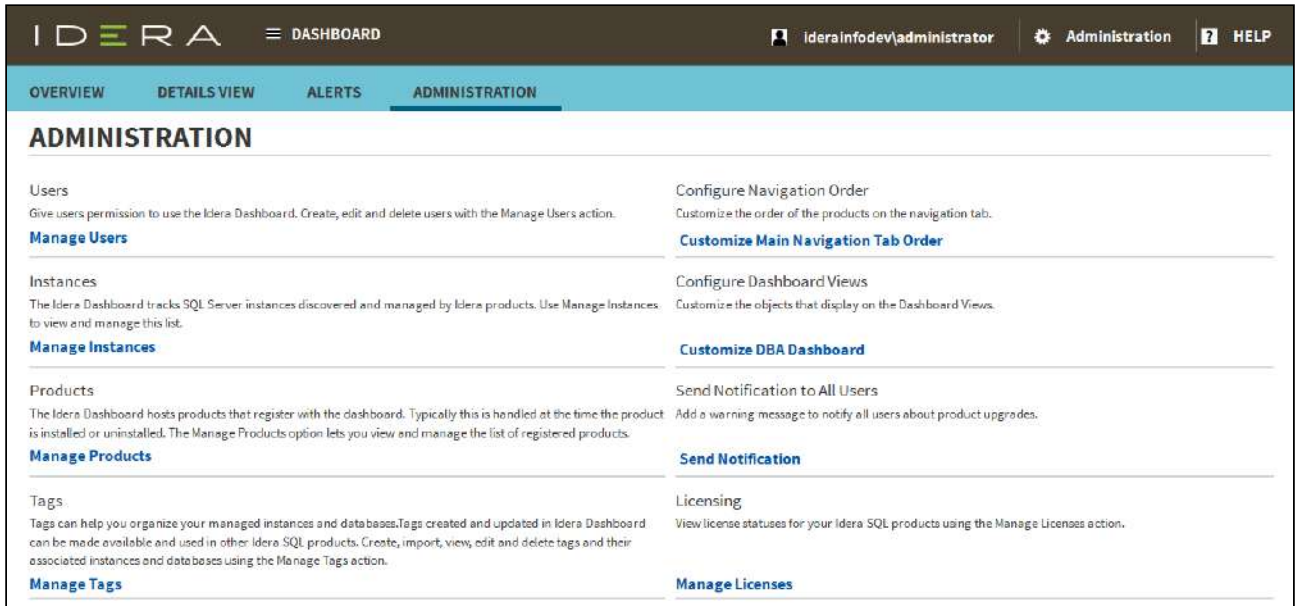 IDERA
DASHBOARD
iderainfodev\administrator
Administration
? HELP
OVERVIEW
DETAILS VIEW
ALERTS
ADMINISTRATION
ADMINISTRATION
Users
Give users permission to use the Idera Dashboard. Create, edit and delete users with the Manage Users action.
Manage Users
Configure Navigation Order
Customize the order of the products on the navigation tab.
Customize Main Navigation Tab Order
Instances
The Idera Dashboard tracks SQL Server instances discovered and managed by Idera products. Use Manage Instances
to view and manage this list.
Manage Instances
Configure Dashboard Views
Customize the objects that display on the Dashboard Views.
Customize DBA Dashboard
Products
The Idera Dashboard hosts products that register with the dashboard. Typically this is handled at the time the product
is installed or uninstalled. The Manage Products option lets you view and manage the list of registered products.
Manage Products
Send Notification to All Users
Add a warning message to notify all users about product upgrades.
Send Notification
Tags
Tags can help you organize your managed instances and databases.Tags created and updated in Idera Dashboard
can be made available and used in other Idera SQL products. Create, import, view, edit and delete tags and their
associated instances and databases using the Manage Tags action.
Manage Tags
Licensing
View license statuses for your Idera SQL products using the Manage Licenses action.
Manage Licenses